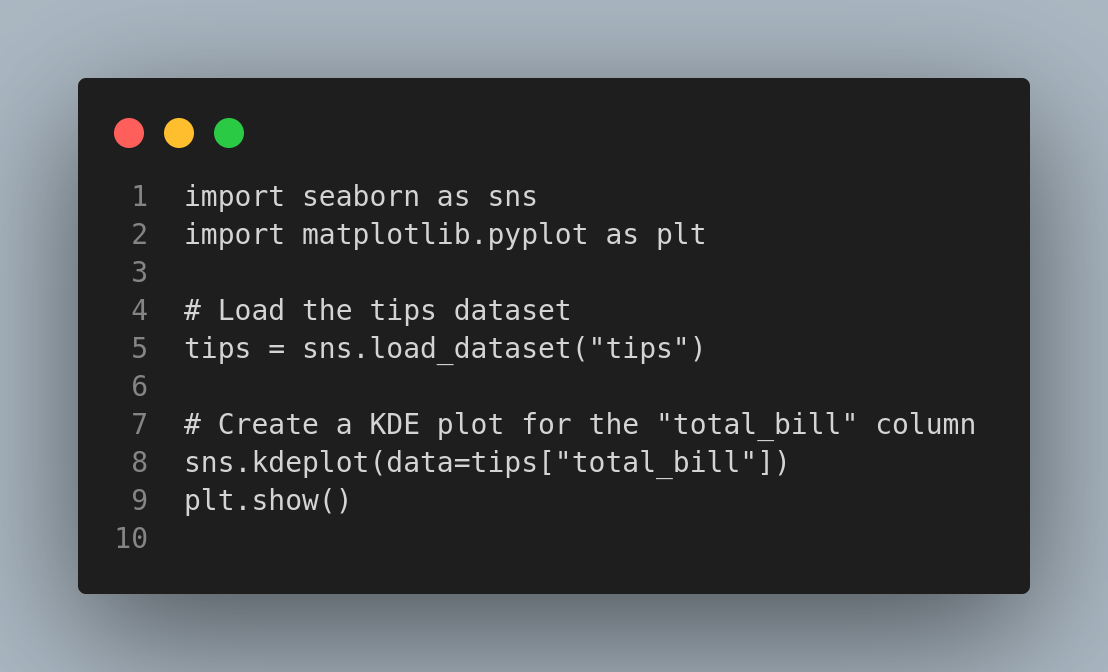 1 import seaborn as sns
2 import matplotlib.pyplot as plt
3
4 # Load the tips dataset
5 tips = sns.load_dataset("tips")
6
7 # Create a KDE plot for the "total_bill" column
8 sns.kdeplot(data=tips["total_bill"])
9 plt.show()
10